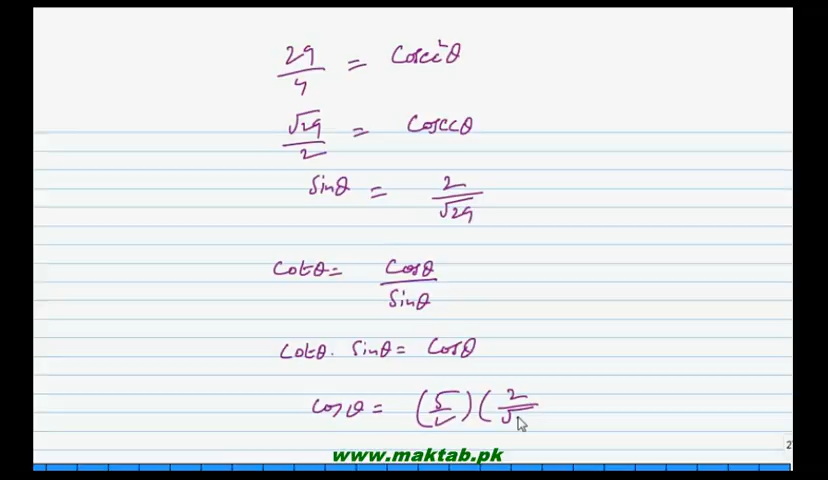 29/4 = Cosec²θ
√29/2 = Cosecθ
Sinθ = 2/√29
Cotθ = Cosθ/Sinθ
Cotθ. Sinθ = Cosθ
Cosθ = (5/2)(2/√
2
www.maktab.pk